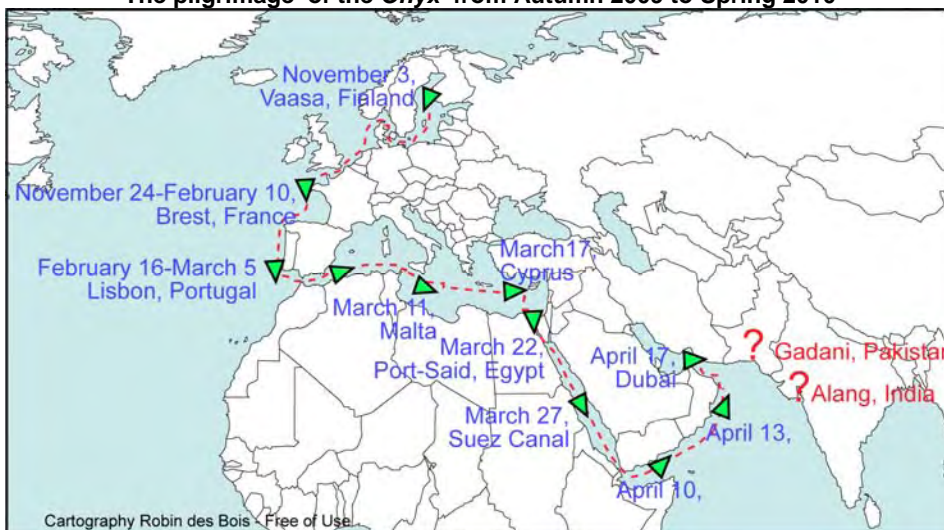 The pilgrimage of the Onyx from Autumn 2009 to Spring 2010
November 3,
Vaasa, Finland
November 24-February 10,
Brest, France
February 16-March 5
Lisbon, Portugal
March17,
Cyprus
March 11,
Malta
March 22,
Port-Said, Egypt
April 17,
Dubai
? Gadani, Pakistan
? Alang, India
March 27,
Suez Canal
April 13,
April 10,
Cartography Robin des Bois - Free of Use